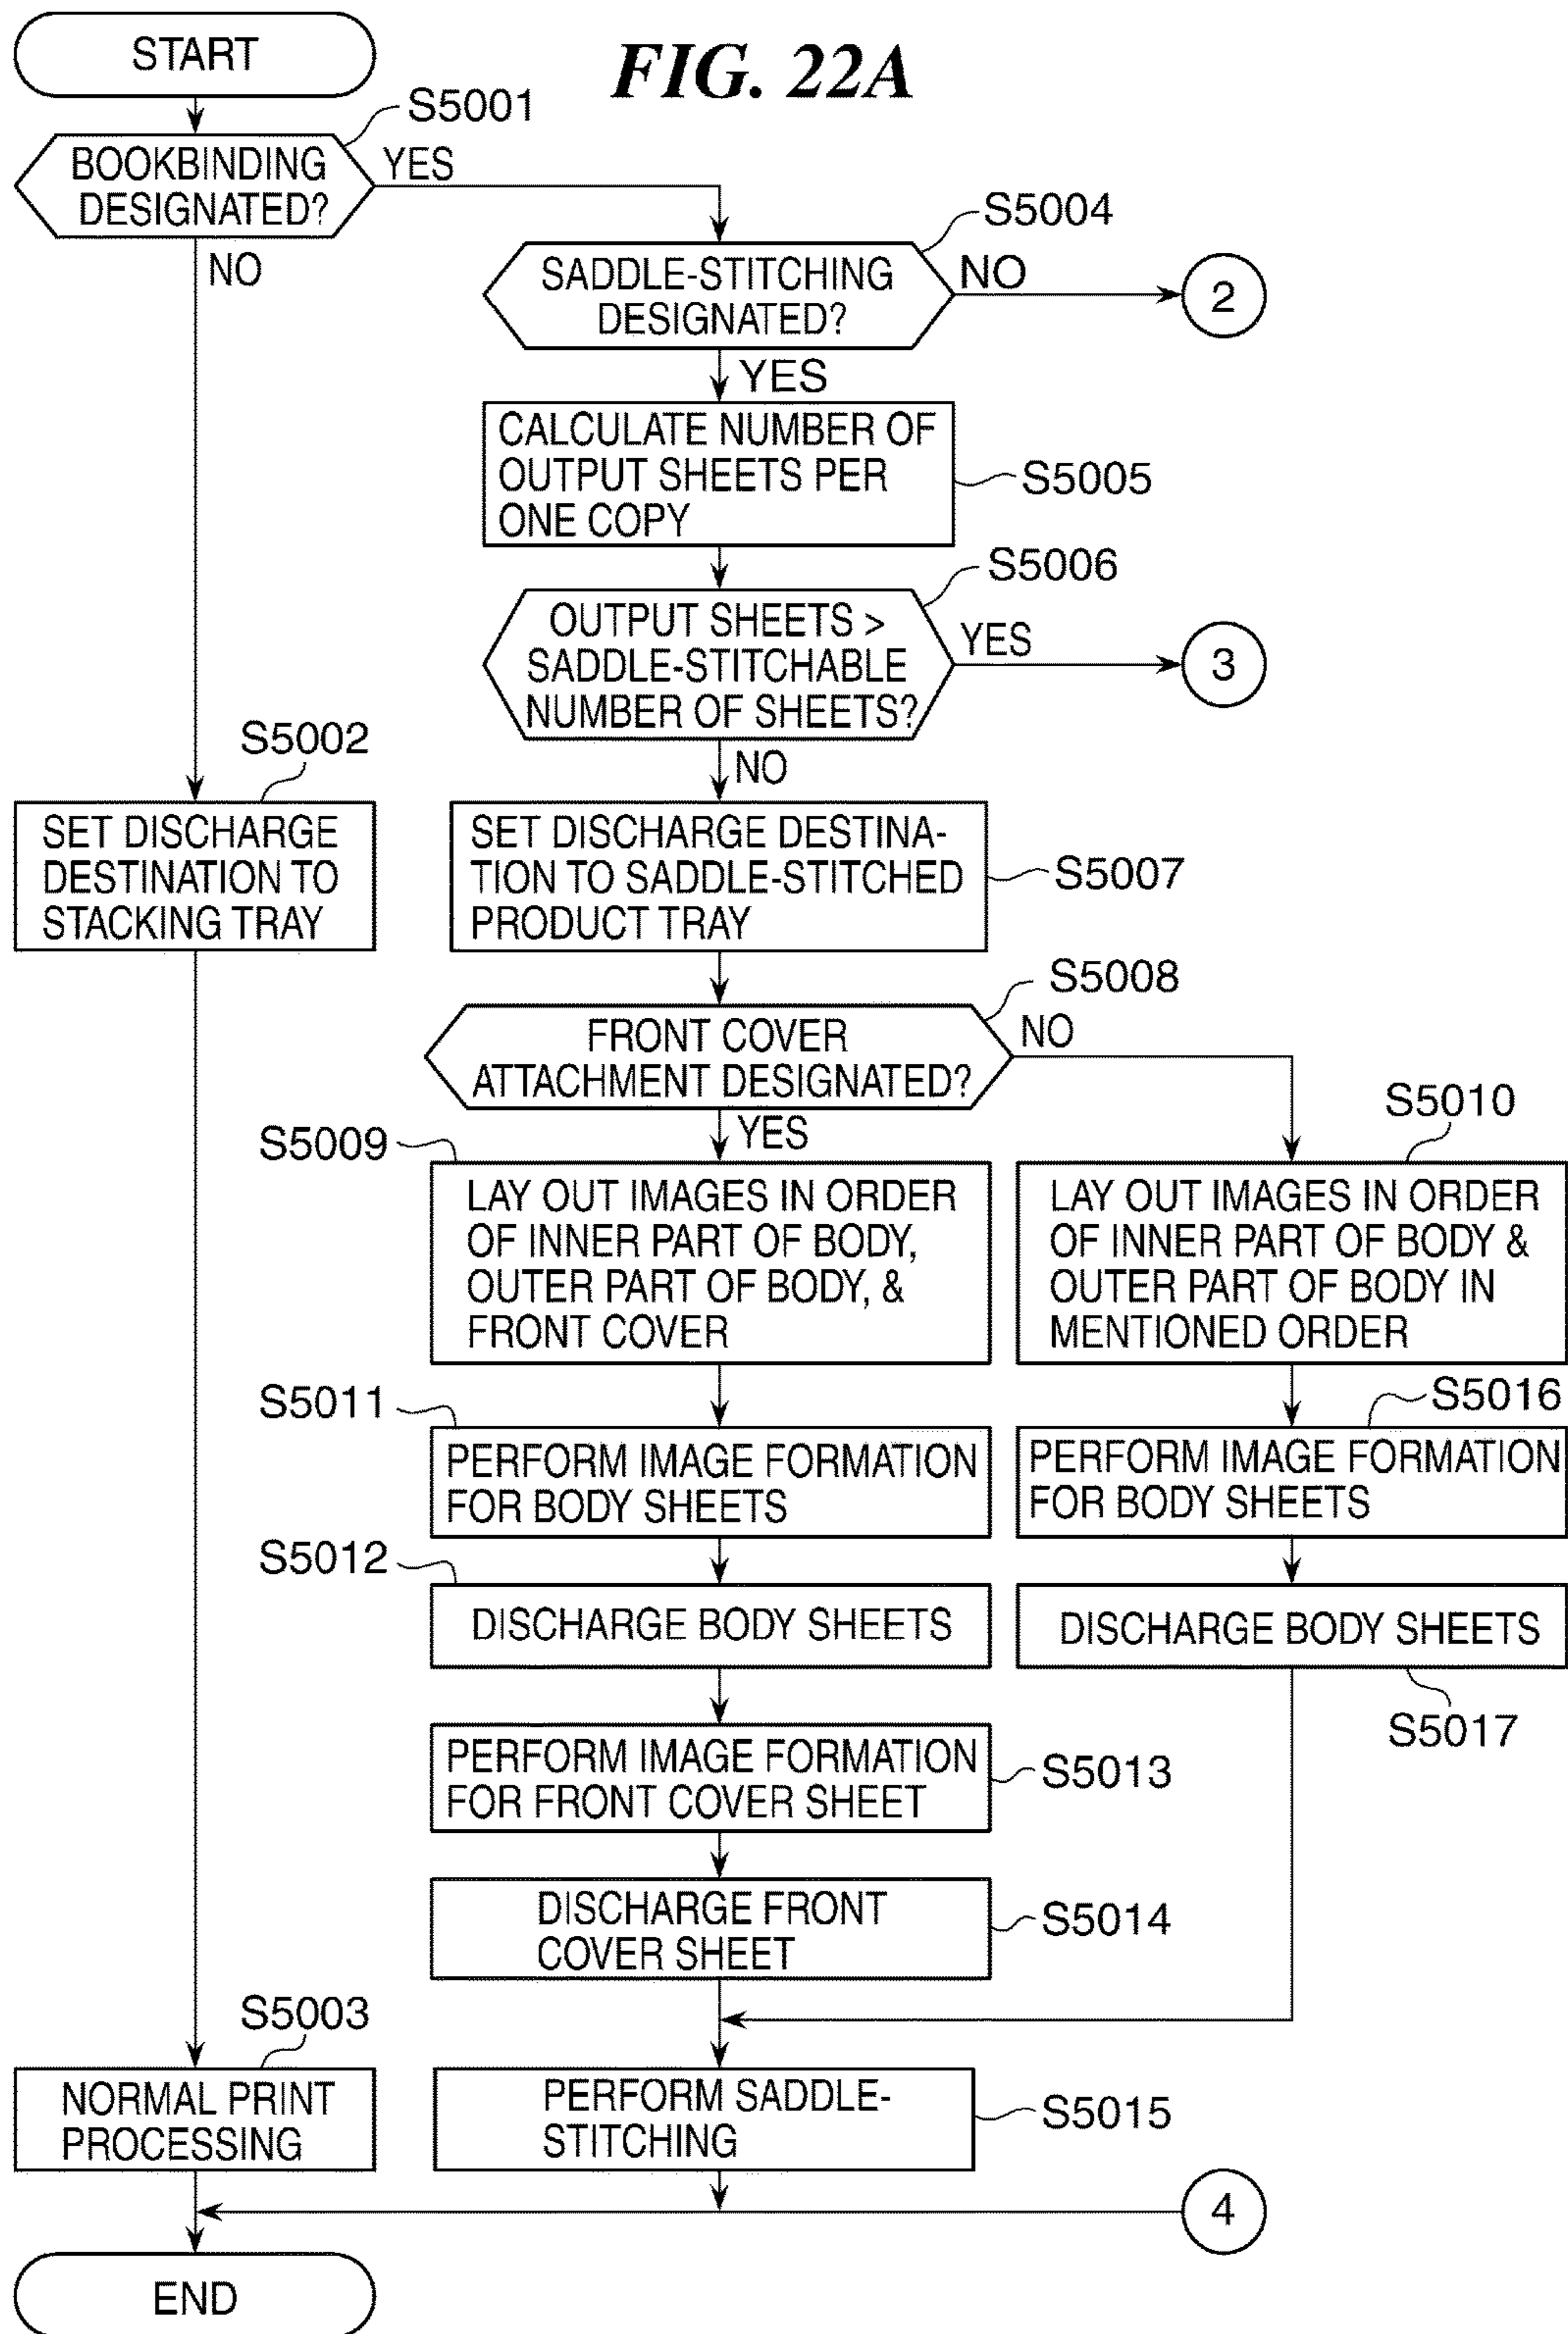 START
FIG. 22A
S5001
BOOKBINDING
DESIGNATED?
YES
NO
S5004
SADDLE-STITCHING
DESIGNATED?
NO
2
YES
CALCULATE NUMBER OF
OUTPUT SHEETS PER
ONE COPY
S5005
S5006
OUTPUT SHEETS >
SADDLE-STITCHABLE
NUMBER OF SHEETS?
YES
3
NO
S5002
SET DISCHARGE
DESTINATION TO
STACKING TRAY
SET DISCHARGE DESTINA-
TION TO SADDLE-STITCHED
PRODUCT TRAY
S5007
S5008
FRONT COVER
ATTACHMENT DESIGNATED?
NO
YES
S5009
LAY OUT IMAGES IN ORDER
OF INNER PART OF BODY,
OUTER PART OF BODY, &
FRONT COVER
S5010
LAY OUT IMAGES IN ORDER
OF INNER PART OF BODY &
OUTER PART OF BODY IN
MENTIONED ORDER
S5011
PERFORM IMAGE FORMATION
FOR BODY SHEETS
S5016
PERFORM IMAGE FORMATION
FOR BODY SHEETS
S5012
DISCHARGE BODY SHEETS
DISCHARGE BODY SHEETS
S5017
PERFORM IMAGE FORMATION
FOR FRONT COVER SHEET
S5013
DISCHARGE FRONT
COVER SHEET
S5014
S5003
NORMAL PRINT
PROCESSING
PERFORM SADDLE-
STITCHING
S5015
4
END